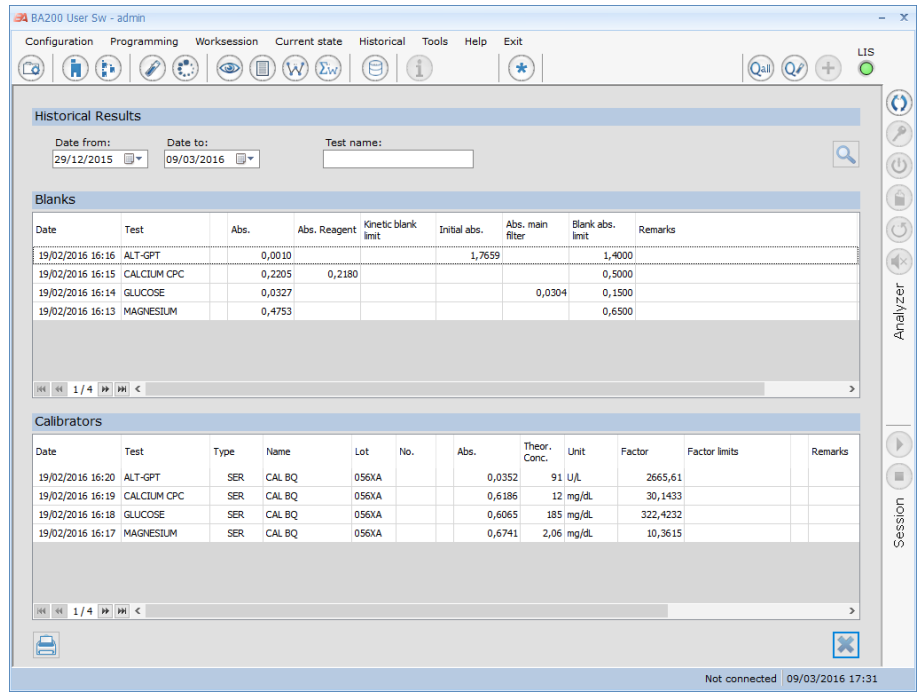 BA200 User Sw - admin
Configuration Programming Worksession Current state Historical Tools Help Exit
LIS
Qall Q
W Σw
Historical Results
Date from: Date to: Test name:
29/12/2015 09/03/2016
Blanks
Date Test Abs. Abs. Reagent Kinetic blank limit Initial abs. Abs. main filter Blank abs. limit Remarks
19/02/2016 16:16 ALT-GPT 0,0010 1,7659 1,4000
19/02/2016 16:15 CALCIUM CPC 0,2205 0,2180 0,5000
19/02/2016 16:14 GLUCOSE 0,0327 0,0304 0,1500
19/02/2016 16:13 MAGNESIUM 0,4753 0,6500
1/4
Calibrators
Date Test Type Name Lot No. Abs. Theor. Conc. Unit Factor Factor limits Remarks
19/02/2016 16:20 ALT-GPT SER CAL BQ 056XA 0,0352 91 U/L 2665,61
19/02/2016 16:19 CALCIUM CPC SER CAL BQ 056XA 0,6186 12 mg/dL 30,1433
19/02/2016 16:18 GLUCOSE SER CAL BQ 056XA 0,6065 185 mg/dL 322,4232
19/02/2016 16:17 MAGNESIUM SER CAL BQ 056XA 0,6741 2,06 mg/dL 10,3615
1/4
Analyzer
Session
Not connected 09/03/2016 17:31